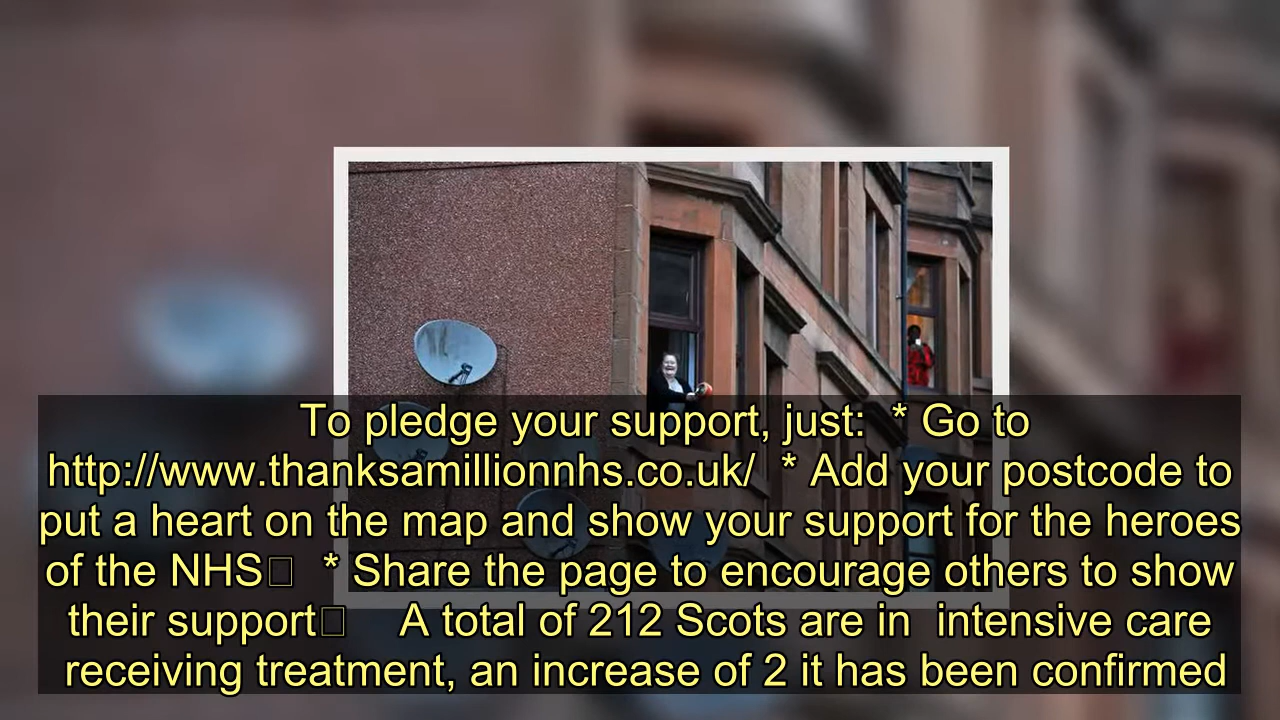 To pledge your support, just:  * Go to
http://www.thanksamillionnhs.co.uk/  * Add your postcode to
put a heart on the map and show your support for the heroes
of the NHS□  * Share the page to encourage others to show
their support□    A total of 212 Scots are in  intensive care
receiving treatment, an increase of 2 it has been confirmed